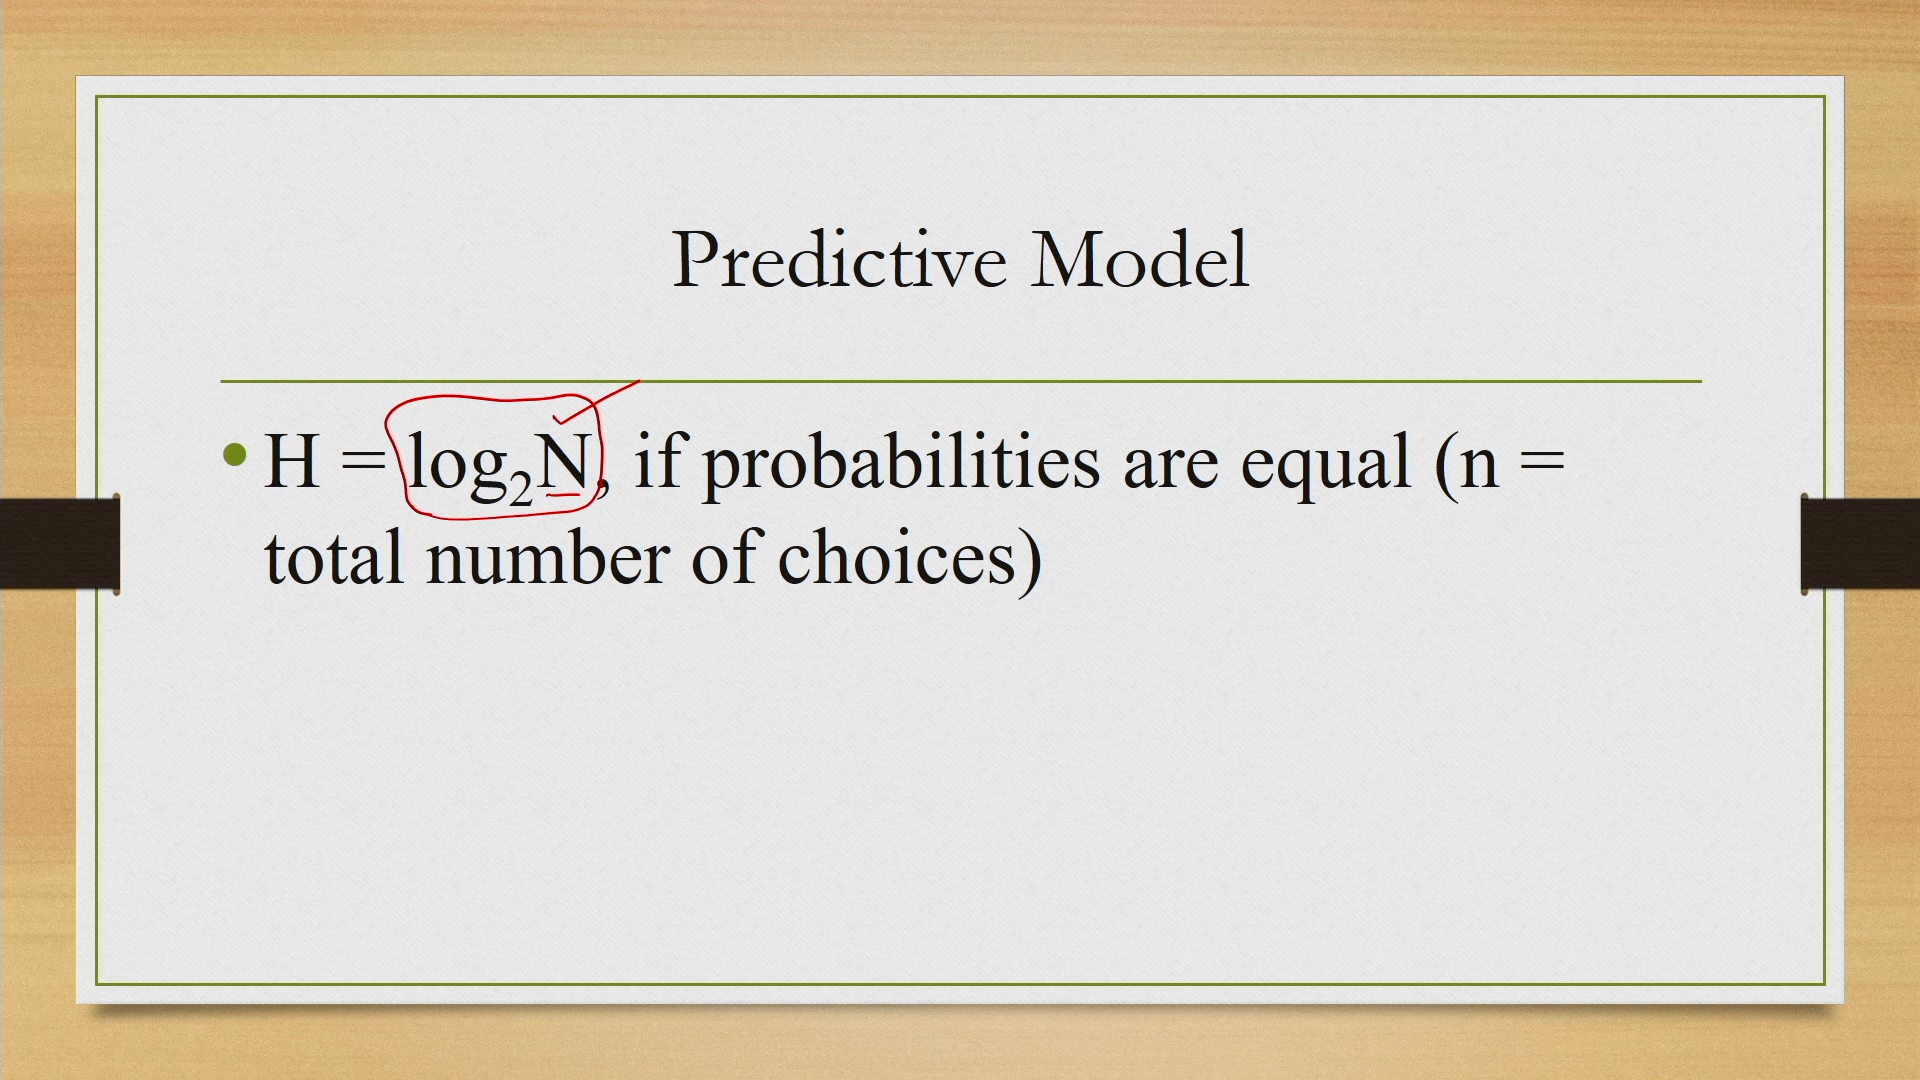 Predictive Model
• H = log₂N, if probabilities are equal (n =
total number of choices)